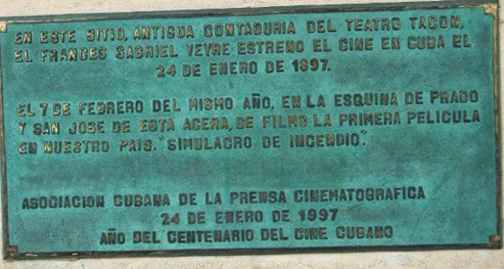 EN ESTE SITIO, ANTIGUA CONTADURIA DEL TEATRO TACON,
EL FRANCES GABRIEL VEYRE ESTRENO EL CINE EN CUBA EL
24 DE ENERO DE 1897.
EL 7 DE FEBRERO DEL MISMO AÑO, EN LA ESQUINA DE PRADO
Y SAN JOSE DE ESTA ACERA, SE FILMO LA PRIMERA PELICULA
EN NUESTRO PAIS, "SIMULACRO DE INCENDIO".
ASOCIACION CUBANA DE LA PRENSA CINEMATOGRAFICA
24 DE ENERO DE 1997
AÑO DEL CENTENARIO DEL CINE CUBANO